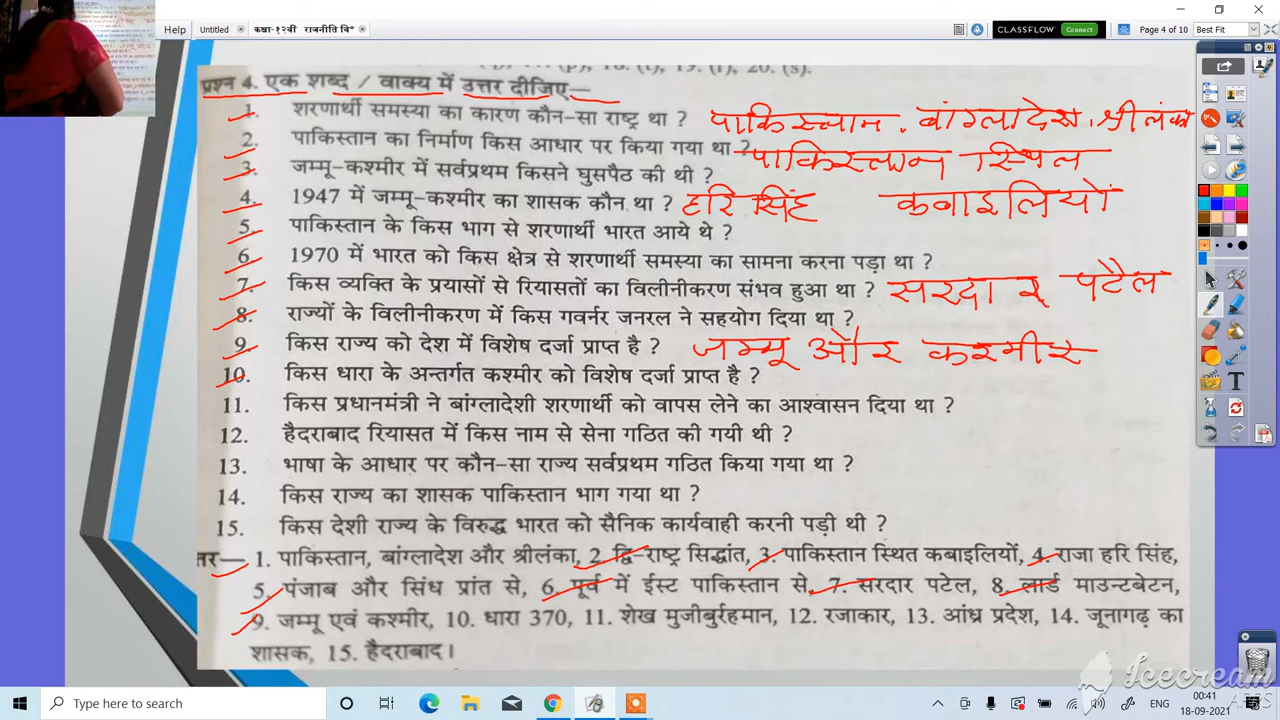 Help Untitled कक्षा-१२वी राजनीति वि CLASSFLOW Connect Page 4 of 10 Best Fit
प्रश्न 4. एक शब्द / वाक्य में उत्तर दीजिए—
1. शरणार्थी समस्या का कारण कौन-सा राष्ट्र था ? पाकिस्तान. बांग्लादेश. श्रीलंका
2. पाकिस्तान का निर्माण किस आधार पर किया गया था ? पाकिस्तान स्थित
3. जम्मू-कश्मीर में सर्वप्रथम किसने घुसपैठ की थी ?
4. 1947 में जम्मू-कश्मीर का शासक कौन था ? हरि सिंह कबाइलियों
5. पाकिस्तान के किस भाग से शरणार्थी भारत आये थे ?
6. 1970 में भारत को किस क्षेत्र से शरणार्थी समस्या का सामना करना पड़ा था ?
7. किस व्यक्ति के प्रयासों से रियासतों का विलीनीकरण संभव हुआ था ? सरदार पटेल
8. राज्यों के विलीनीकरण में किस गवर्नर जनरल ने सहयोग दिया था ?
9. किस राज्य को देश में विशेष दर्जा प्राप्त है ? जम्मू और कश्मीर
10. किस धारा के अन्तर्गत कश्मीर को विशेष दर्जा प्राप्त है ?
11. किस प्रधानमंत्री ने बांग्लादेशी शरणार्थी को वापस लेने का आश्वासन दिया था ?
12. हैदराबाद रियासत में किस नाम से सेना गठित की गयी थी ?
13. भाषा के आधार पर कौन-सा राज्य सर्वप्रथम गठित किया गया था ?
14. किस राज्य का शासक पाकिस्तान भाग गया था ?
15. किस देशी राज्य के विरुद्ध भारत को सैनिक कार्यवाही करनी पड़ी थी ?
तर— 1. पाकिस्तान, बांग्लादेश और श्रीलंका, 2. द्वि-राष्ट्र सिद्धांत, 3. पाकिस्तान स्थित कबाइलियों, 4. राजा हरि सिंह,
5. पंजाब और सिंध प्रांत से, 6. पूर्व में ईस्ट पाकिस्तान से, 7. सरदार पटेल, 8. लार्ड माउन्टबेटन,
9. जम्मू एवं कश्मीर, 10. धारा 370, 11. शेख मुजीबुर्रहमान, 12. रजाकार, 13. आंध्र प्रदेश, 14. जूनागढ़ का
शासक, 15. हैदराबाद।
Icecream
APPS
Type here to search ENG 00:41
18-09-2021